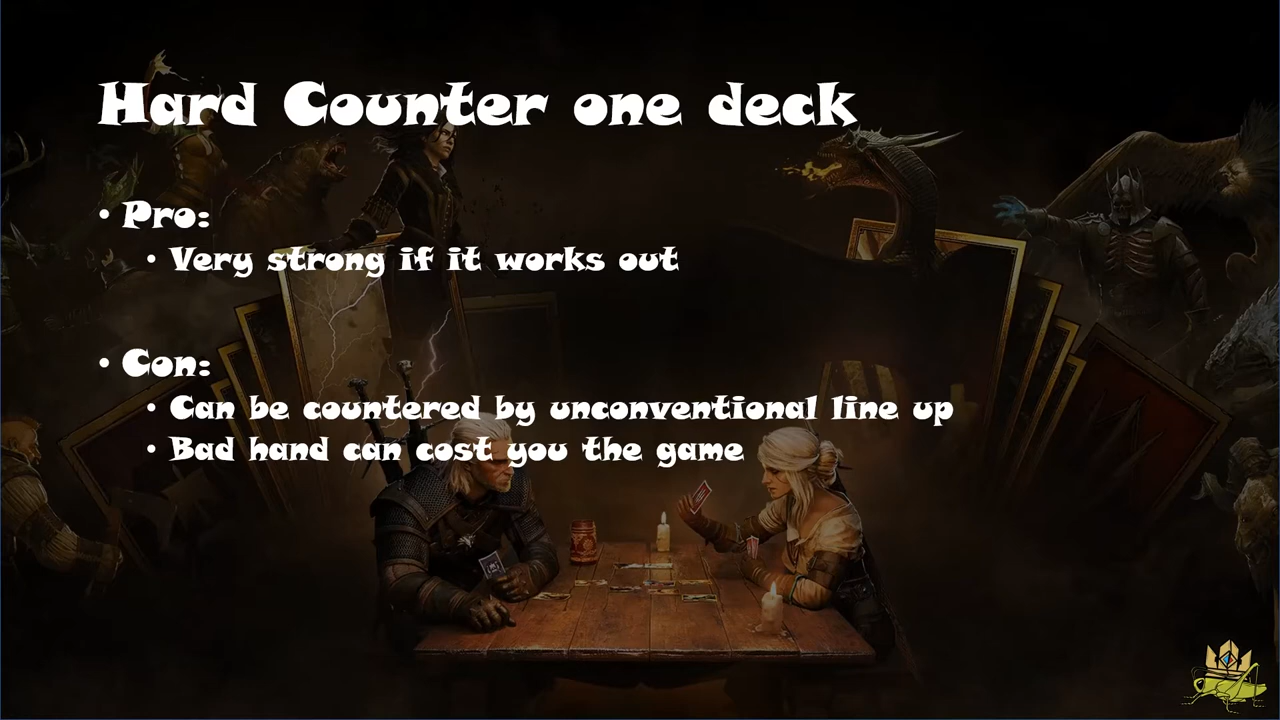 Hard Counter one deck
• Pro:
• Very strong if it works out
• Con:
• Can be countered by unconventional line up
• Bad hand can cost you the game